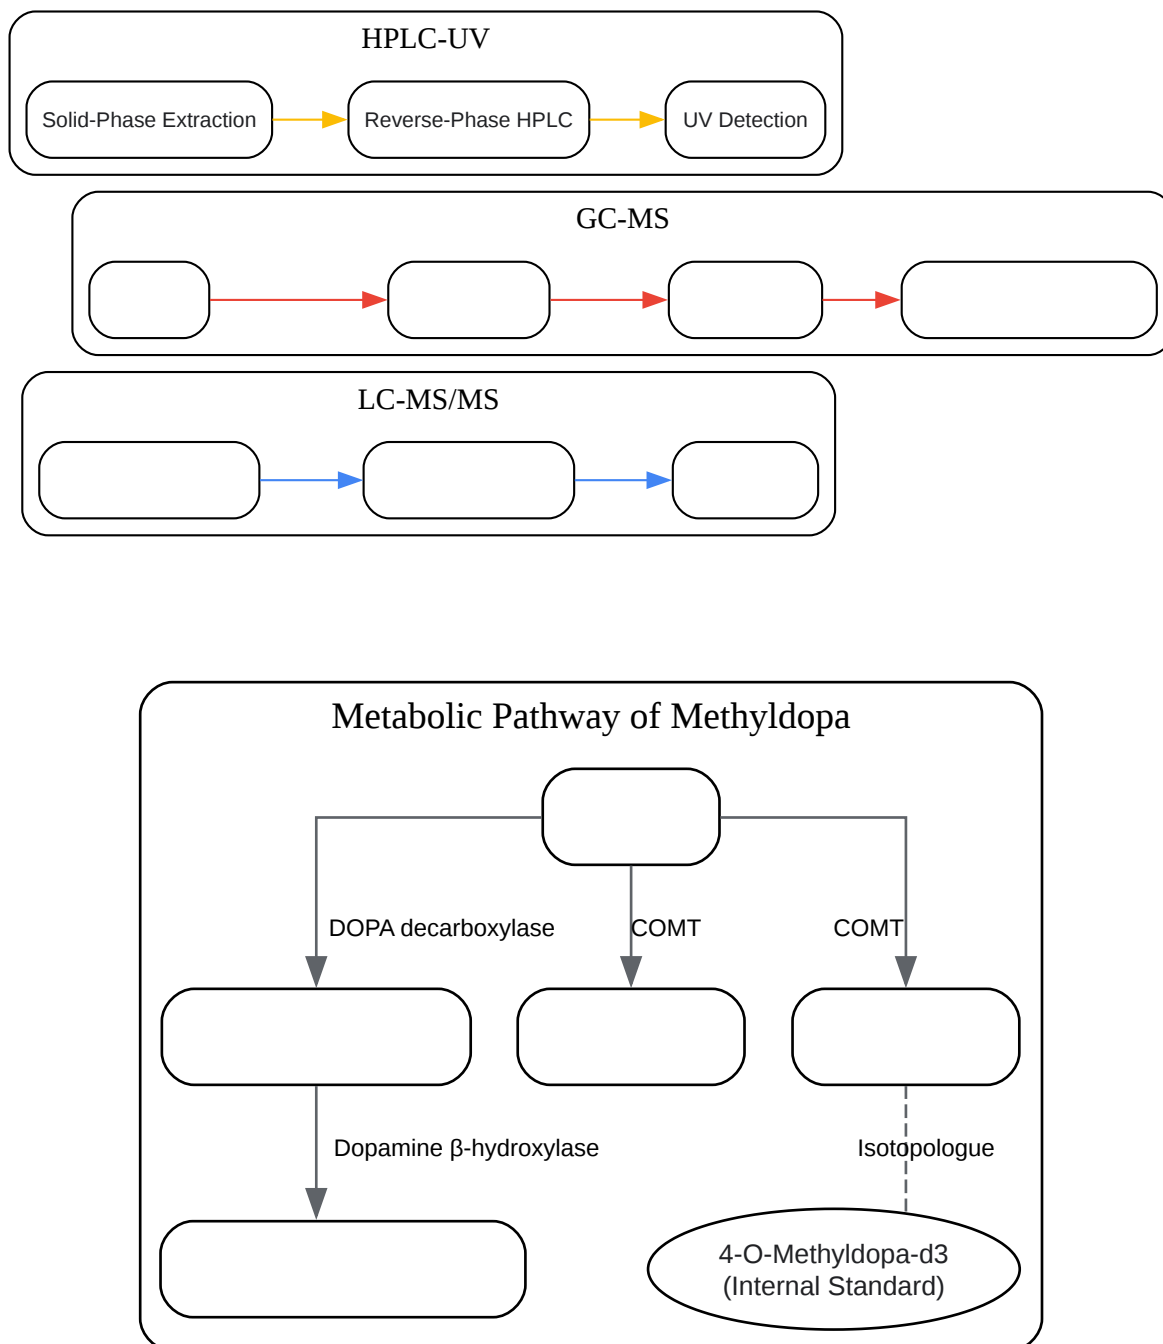 HPLC-UV
Solid-Phase Extraction
Reverse-Phase HPLC
UV Detection
GC-MS
LC-MS/MS
Metabolic Pathway of Methyldopa
DOPA decarboxylase
COMT
COMT
Dopamine β-hydroxylase
Isotopologue
4-O-Methyldopa-d3
(Internal Standard)